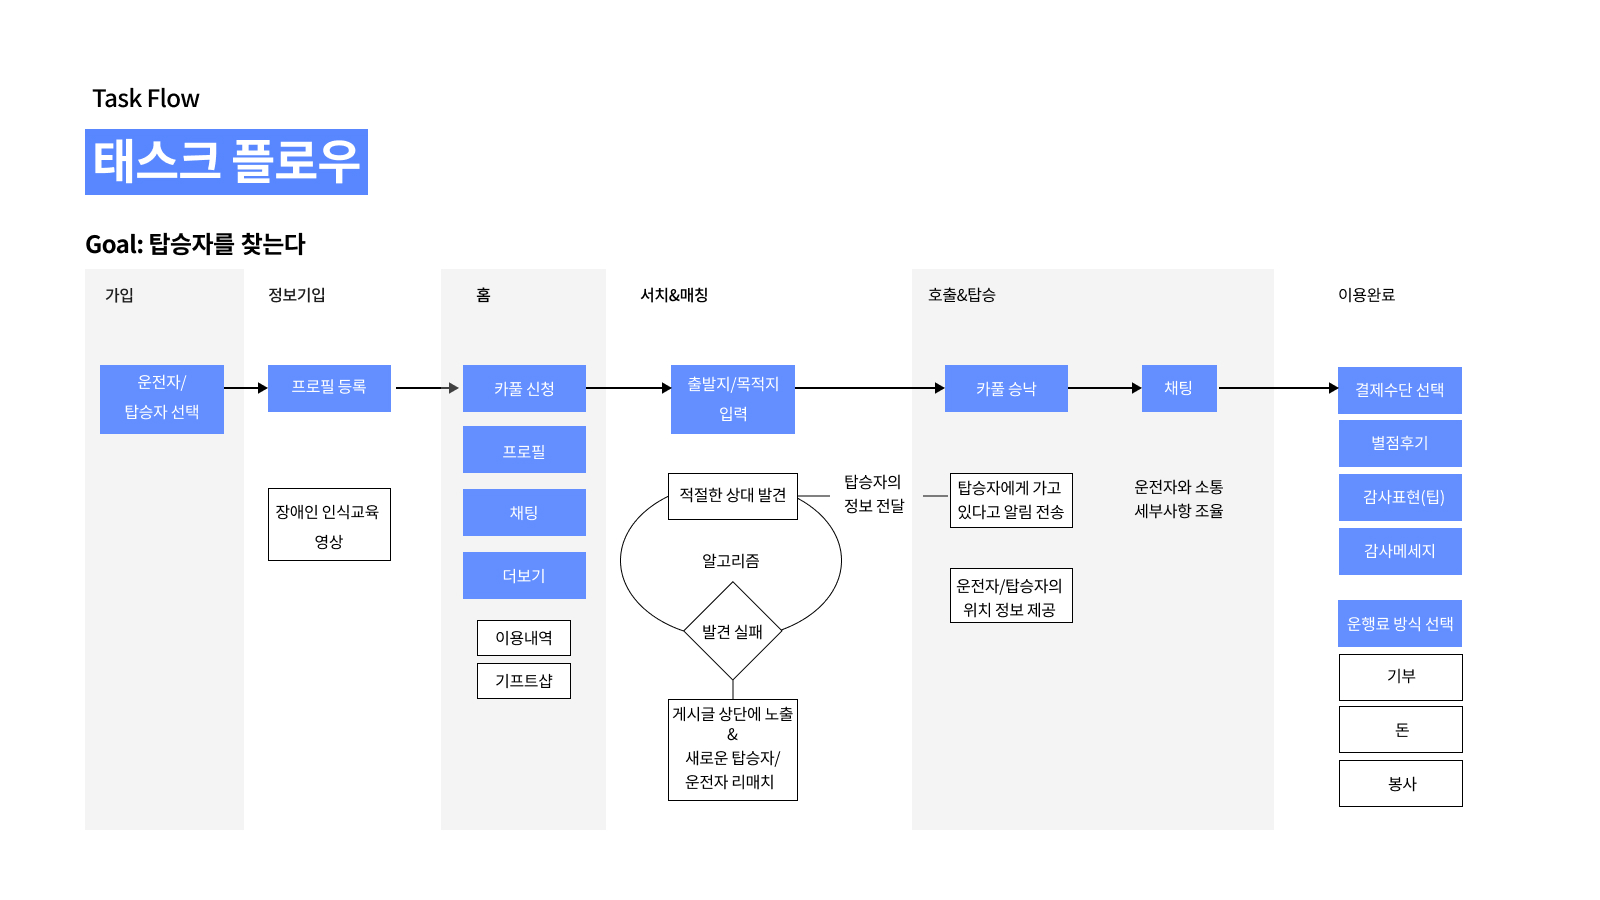 Task Flow
태스크 플로우
Goal: 탑승자를 찾는다
가입
정보기입
홈
서치&매칭
호출&탑승
이용완료
운전자/
탑승자 선택
프로필 등록
카풀 신청
출발지/목적지
입력
카풀 승낙
채팅
결제수단 선택
프로필
채팅
더보기
이용내역
기프트샵
장애인 인식교육
영상
적절한 상대 발견
탑승자의
정보 전달
알고리즘
발견 실패
게시글 상단에 노출
&
새로운 탑승자/
운전자 리매치
탑승자에게 가고
있다고 알림 전송
운전자/탑승자의
위치 정보 제공
운전자와 소통
세부사항 조율
별점후기
감사표현(팁)
감사메세지
운행료 방식 선택
기부
돈
봉사